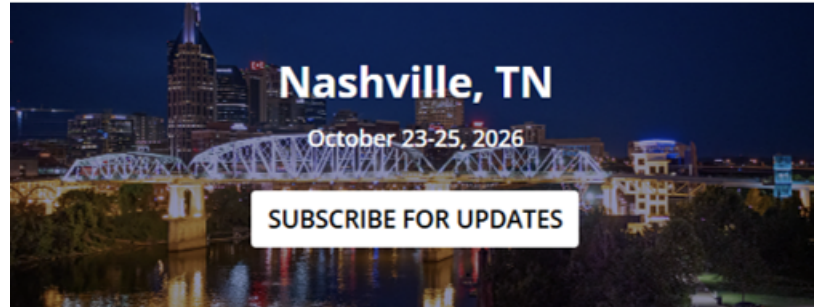 Nashville, TN
October 23-25, 2026
SUBSCRIBE FOR UPDATES